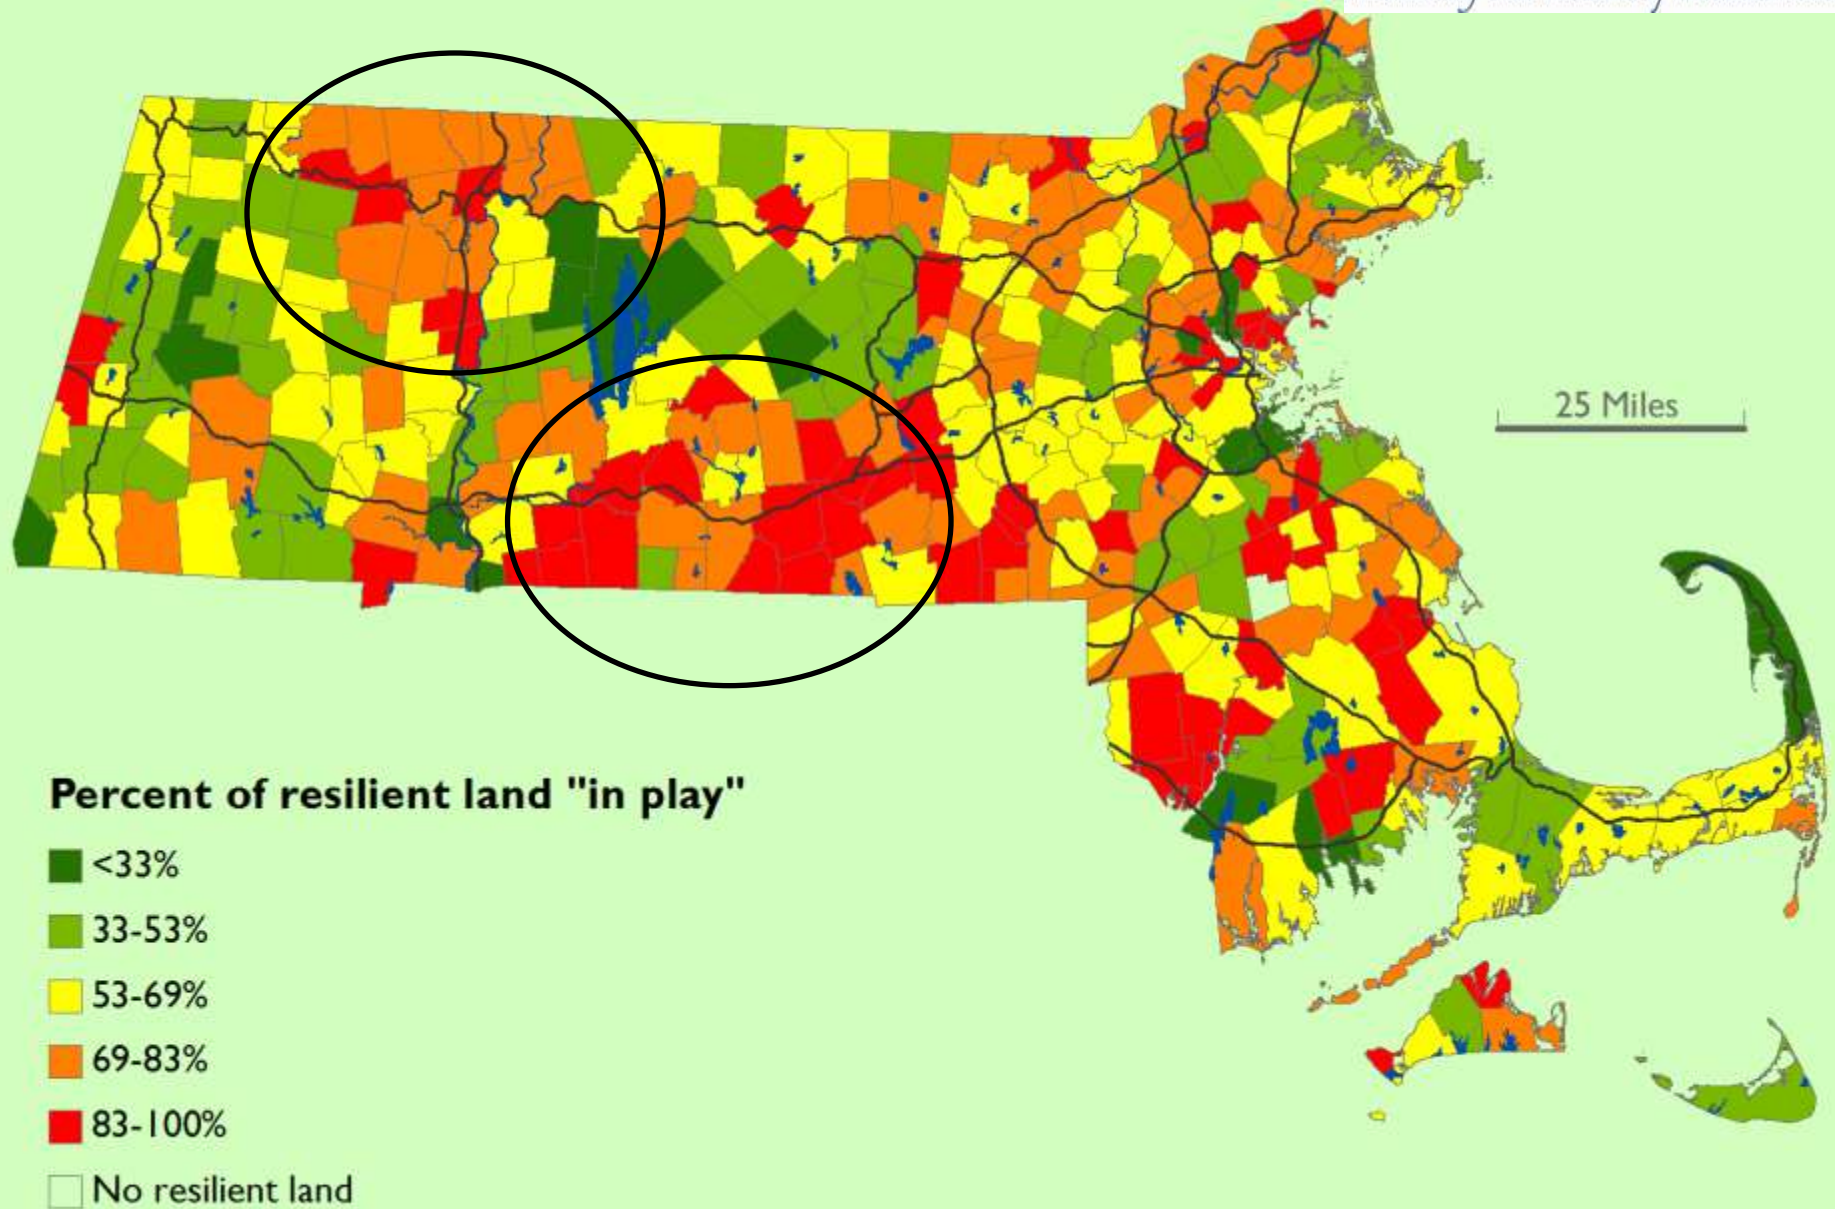 25 Miles
Percent of resilient land "in play"
<33%
33-53%
53-69%
69-83%
83-100%
No resilient land